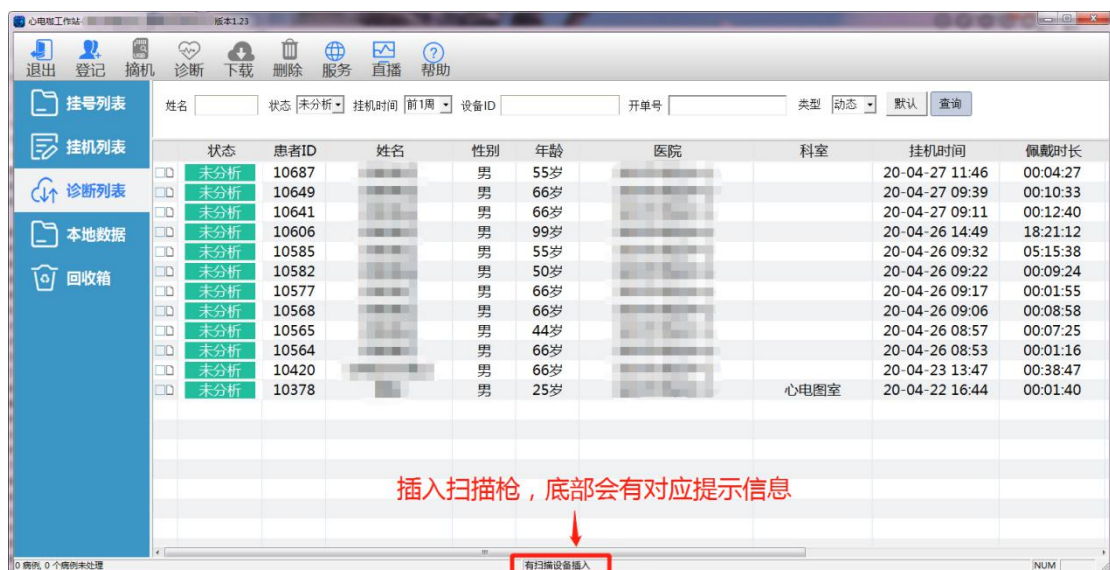 心电咖工作站 版本1.23
退出 登记 摘机 诊断 下载 删除 服务 直播 帮助
挂号列表
挂机列表
诊断列表
本地数据
回收箱
姓名 状态 未分析 挂机时间 前1周 设备ID 开单号 类型 动态 默认 查询
状态 患者ID 姓名 性别 年龄 医院 科室 挂机时间 佩戴时长
未分析 10687 男 55岁 20-04-27 11:46 00:04:27
未分析 10649 男 66岁 20-04-27 09:39 00:10:33
未分析 10641 男 66岁 20-04-27 09:11 00:12:40
未分析 10606 男 99岁 20-04-26 14:49 18:21:12
未分析 10585 男 55岁 20-04-26 09:32 05:15:38
未分析 10582 男 50岁 20-04-26 09:22 00:09:24
未分析 10577 男 66岁 20-04-26 09:17 00:01:55
未分析 10568 男 66岁 20-04-26 09:06 00:08:58
未分析 10565 男 44岁 20-04-26 08:57 00:07:25
未分析 10564 男 66岁 20-04-26 08:53 00:01:16
未分析 10420 男 66岁 20-04-23 13:47 00:38:47
未分析 10378 男 25岁 心电图室 20-04-22 16:44 00:01:40
插入扫描枪，底部会有对应提示信息
0 病例, 0 个病例未处理 有扫描设备插入 NUM